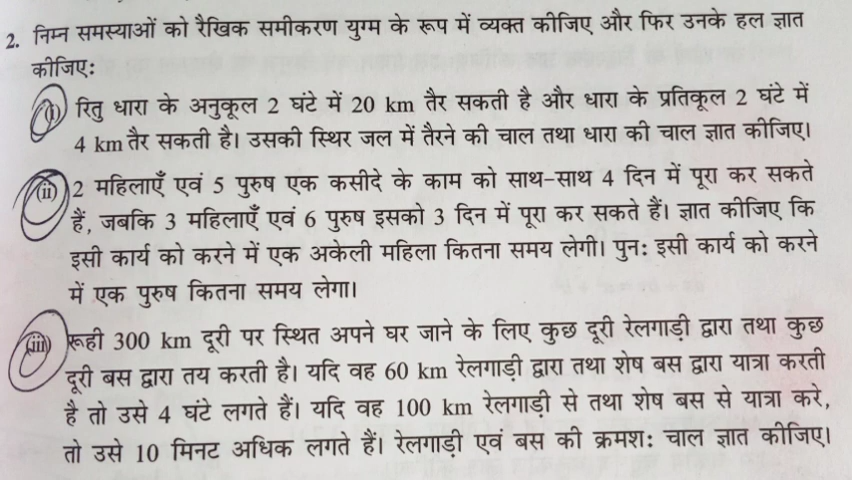 2. निम्न समस्याओं को रैखिक समीकरण युग्म के रूप में व्यक्त कीजिए और फिर उनके हल ज्ञात
कीजिए:
(i) रितु धारा के अनुकूल 2 घंटे में 20 km तैर सकती है और धारा के प्रतिकूल 2 घंटे में
4 km तैर सकती है। उसकी स्थिर जल में तैरने की चाल तथा धारा की चाल ज्ञात कीजिए।
(ii) 2 महिलाएँ एवं 5 पुरुष एक कसीदे के काम को साथ-साथ 4 दिन में पूरा कर सकते
हैं, जबकि 3 महिलाएँ एवं 6 पुरुष इसको 3 दिन में पूरा कर सकते हैं। ज्ञात कीजिए कि
इसी कार्य को करने में एक अकेली महिला कितना समय लेगी। पुन: इसी कार्य को करने
में एक पुरुष कितना समय लेगा।
(iii) रूही 300 km दूरी पर स्थित अपने घर जाने के लिए कुछ दूरी रेलगाड़ी द्वारा तथा कुछ
दूरी बस द्वारा तय करती है। यदि वह 60 km रेलगाड़ी द्वारा तथा शेष बस द्वारा यात्रा करती
है तो उसे 4 घंटे लगते हैं। यदि वह 100 km रेलगाड़ी से तथा शेष बस से यात्रा करे,
तो उसे 10 मिनट अधिक लगते हैं। रेलगाड़ी एवं बस की क्रमश: चाल ज्ञात कीजिए।